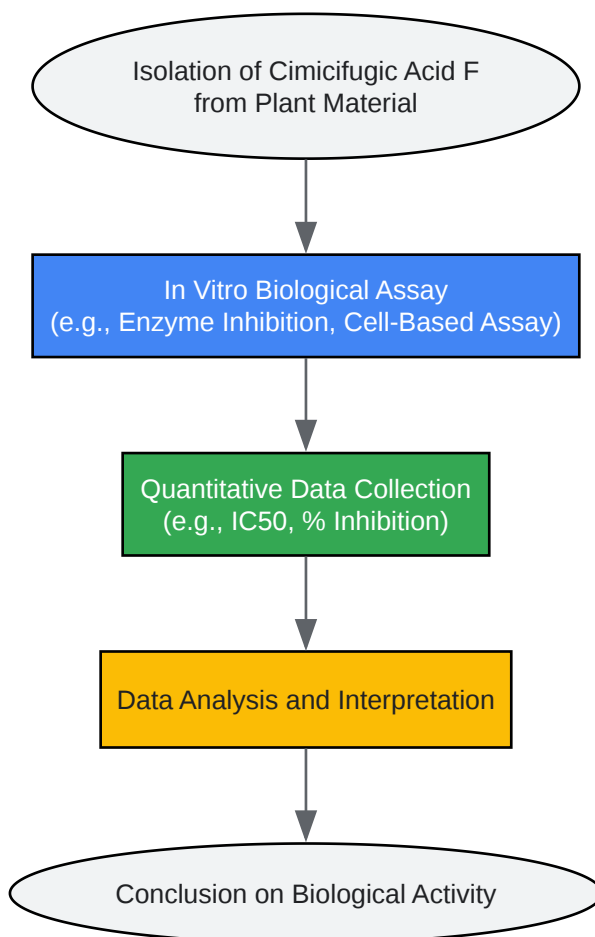 Isolation of Cimicifugic Acid F
from Plant Material
In Vitro Biological Assay
(e.g., Enzyme Inhibition, Cell-Based Assay)
Quantitative Data Collection
(e.g., IC50, % Inhibition)
Data Analysis and Interpretation
Conclusion on Biological Activity